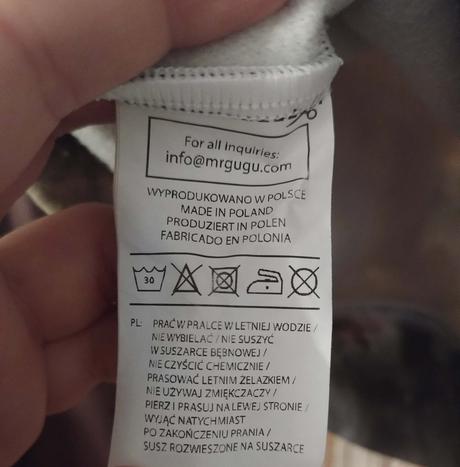 For all inquiries:
info@mrgugu.com
WYPRODUKOWANO W POLSCE
MADE IN POLAND
PRODUZIERT IN POLEN
FABRICADO EN POLONIA
30
PL: PRAĆ W PRALCE W LETNIEJ WODZIE /
NIE WYBIELAĆ / NIE SUSZYĆ
W SUSZARCE BĘBNOWEJ /
NIE CZYŚCIĆ CHEMICZNIE /
PRASOWAĆ LETNIM ŻELAZKIEM /
NIE UŻYWAJ ZMIĘKCZACZY /
PIERZ I PRASUJ NA LEWEJ STRONIE /
WYJĄĆ NATYCHMIAST
PO ZAKOŃCZENIU PRANIA /
SUSZ ROZWIESZONE NA SUSZARCE